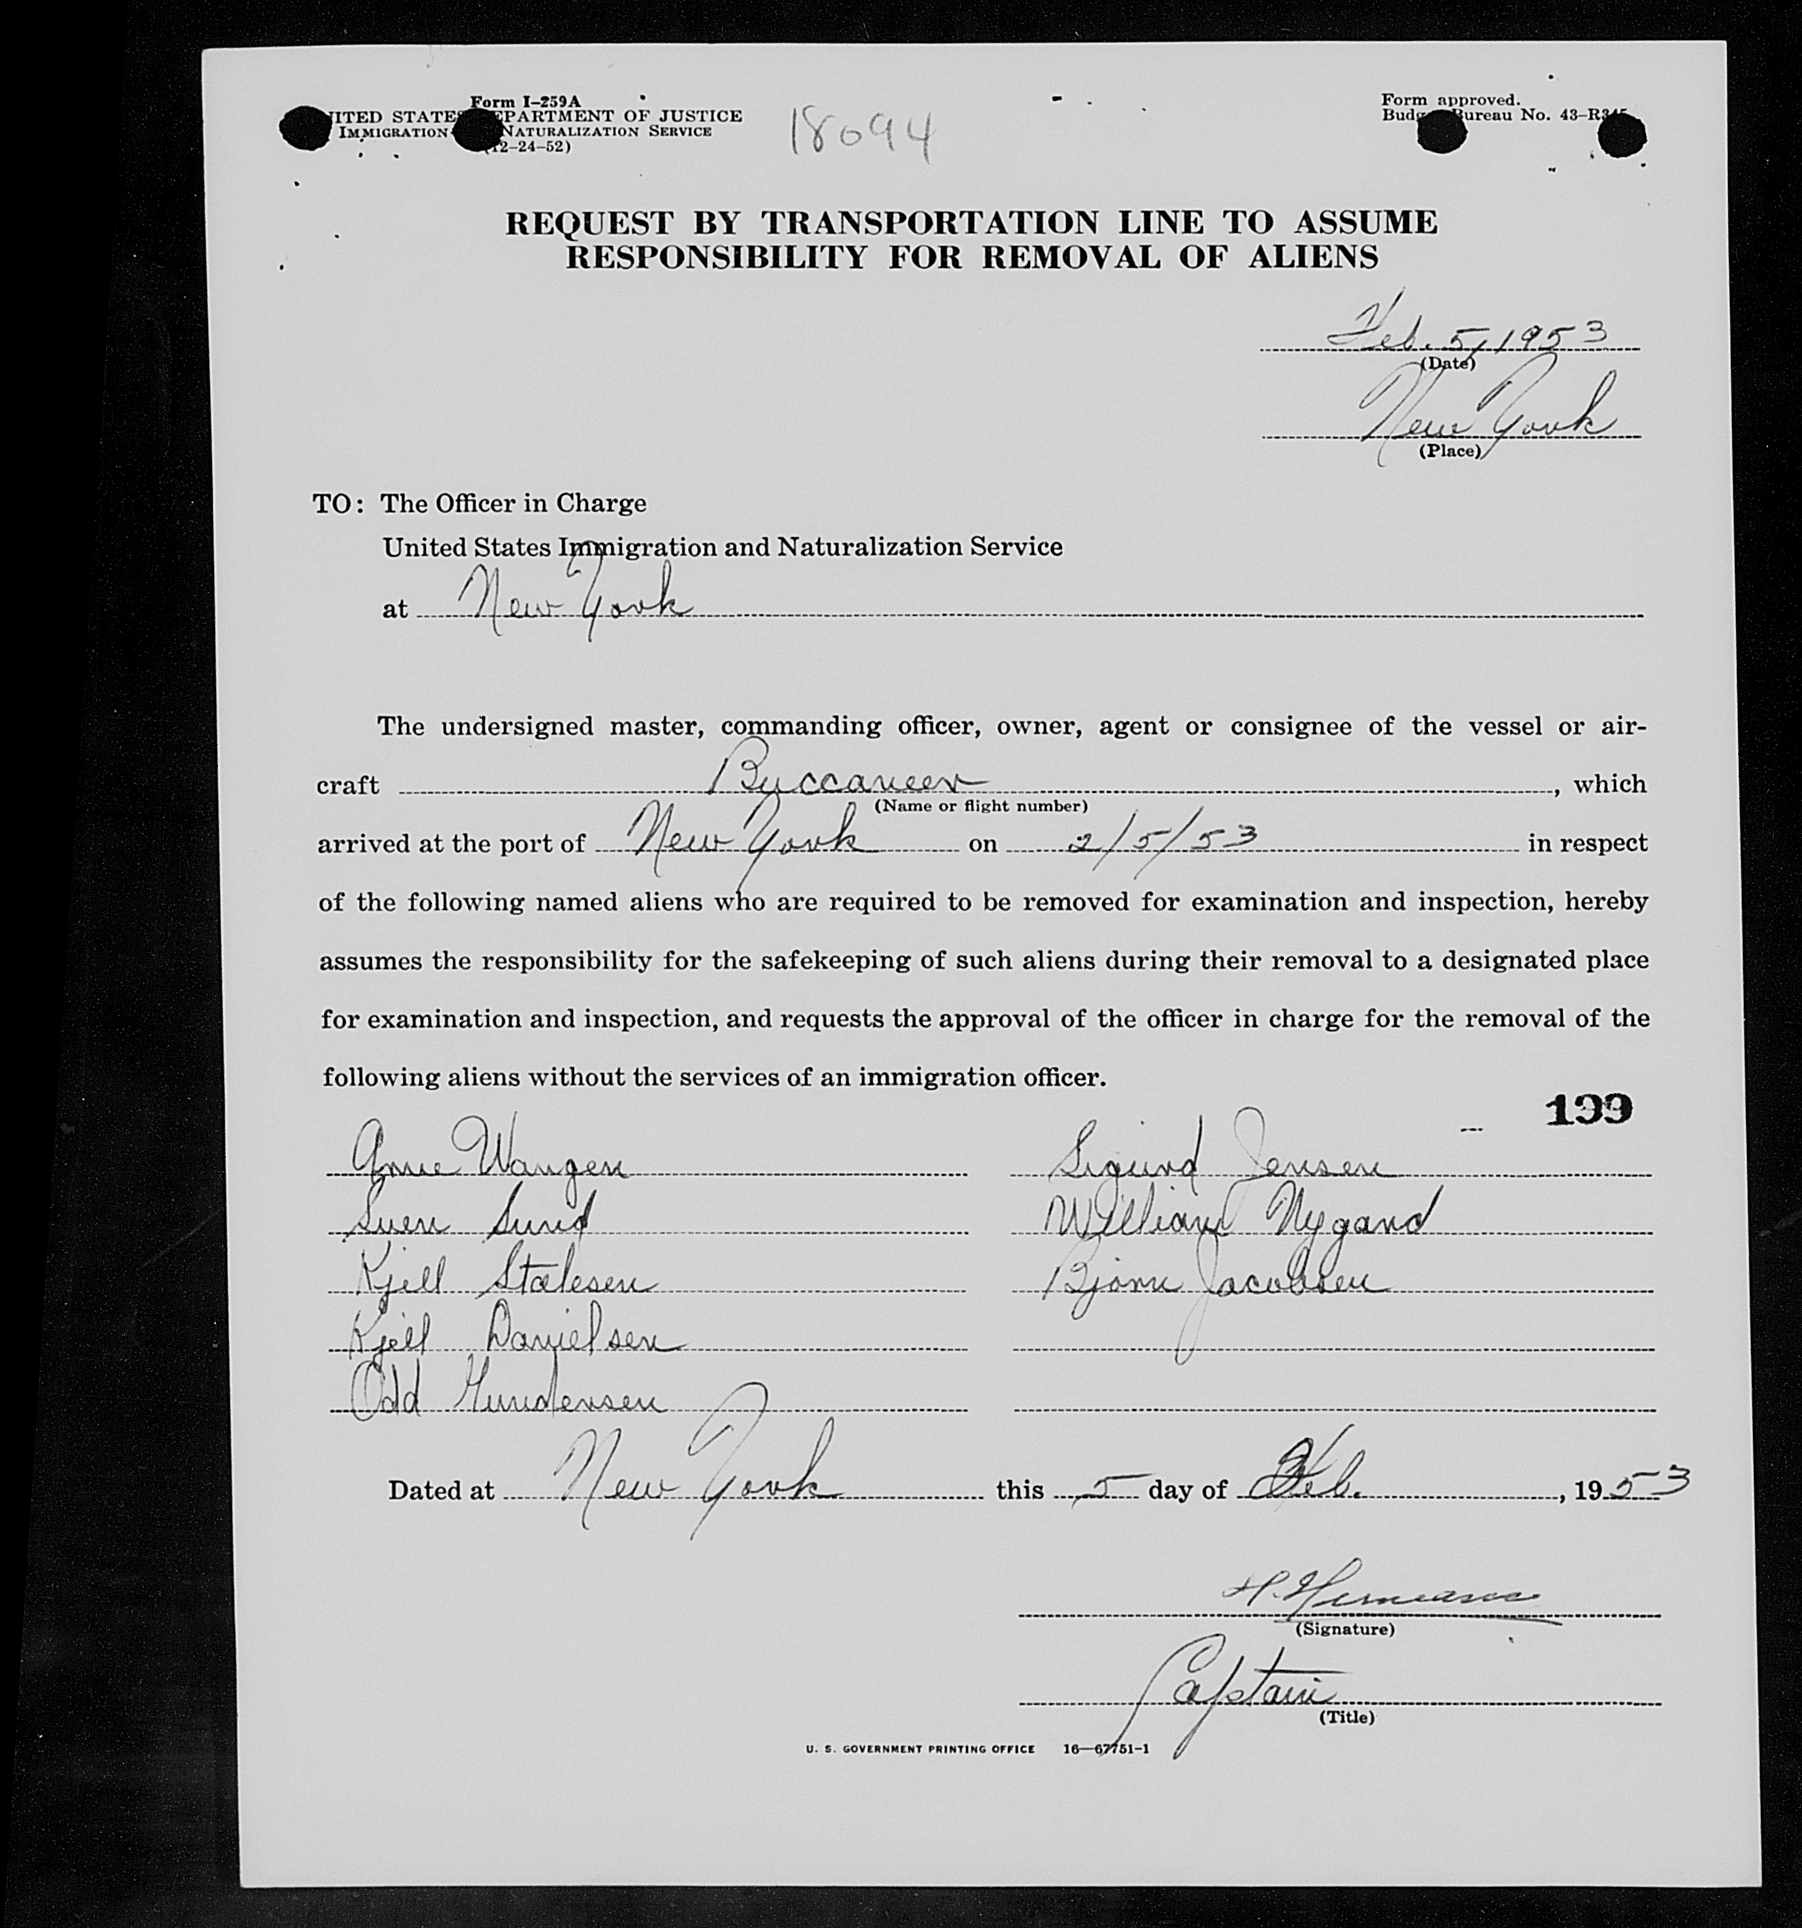 Form I-259A
UNITED STATES DEPARTMENT OF JUSTICE
IMMIGRATION NATURALIZATION SERVICE
(12-24-52)
18094
Form approved.
Budget Bureau No. 43-R345.
REQUEST BY TRANSPORTATION LINE TO ASSUME
RESPONSIBILITY FOR REMOVAL OF ALIENS
Feb. 5, 1953
(Date)
New York
(Place)
TO: The Officer in Charge
United States Immigration and Naturalization Service
at New York
The undersigned master, commanding officer, owner, agent or consignee of the vessel or air-
craft Buccaneer, which
(Name or flight number)
arrived at the port of New York on 2/5/53 in respect
of the following named aliens who are required to be removed for examination and inspection, hereby
assumes the responsibility for the safekeeping of such aliens during their removal to a designated place
for examination and inspection, and requests the approval of the officer in charge for the removal of the
following aliens without the services of an immigration officer.
199
Arne Wangen Sigurd Jensen
Sven Sund William Nygard
Kjell Stalesen Bjorn Jacobsen
Kjell Danielsen
Odd Gundersen
Dated at New York this 5 day of Feb., 1953
(Signature)
Captain
(Title)
U. S. GOVERNMENT PRINTING OFFICE 16—67751-1